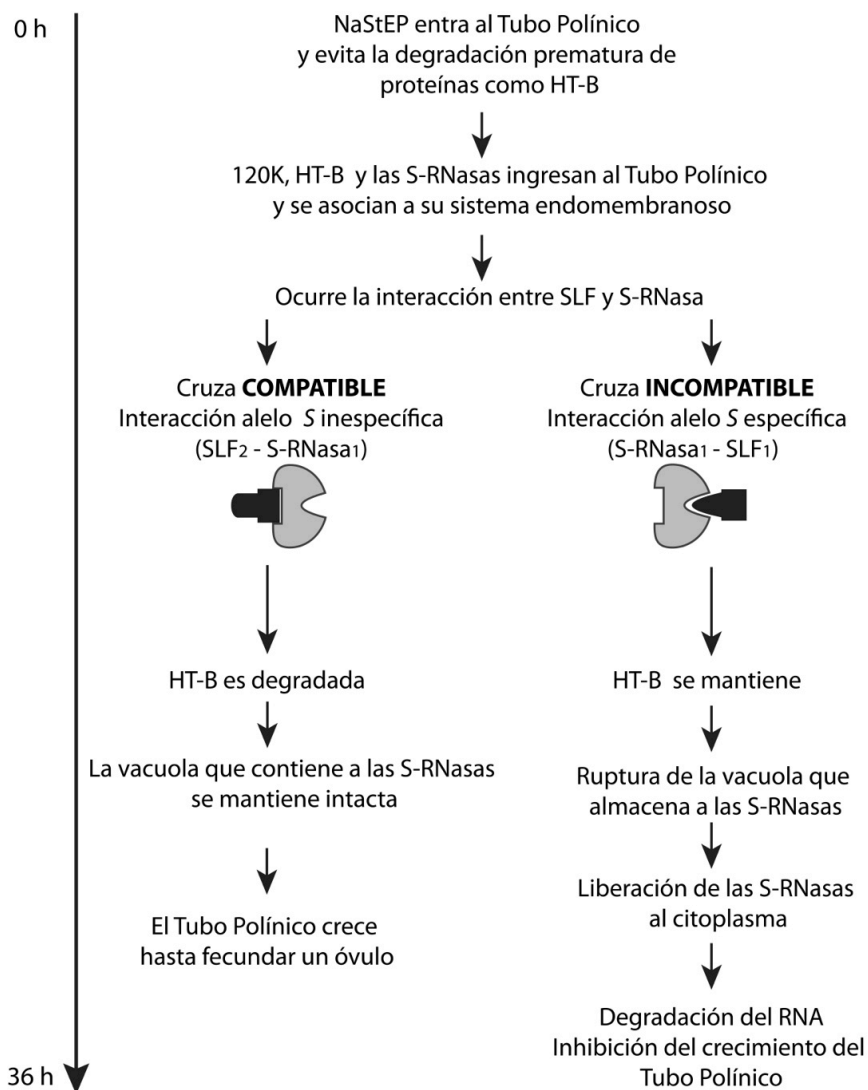 0 h
NaStEP entra al Tubo Polínico
y evita la degradación prematura de
proteínas como HT-B
120K, HT-B y las S-RNasas ingresan al Tubo Polínico
y se asocian a su sistema endomembranoso
Ocurre la interacción entre SLF y S-RNasa
Cruza COMPATIBLE
Interacción alelo S inespecífica
(SLF2 - S-RNasa1)
HT-B es degradada
La vacuola que contiene a las S-RNasas
se mantiene intacta
El Tubo Polínico crece
hasta fecundar un óvulo
Cruza INCOMPATIBLE
Interacción alelo S específica
(S-RNasa1 - SLF1)
HT-B se mantiene
Ruptura de la vacuola que
almacena a las S-RNasas
Liberación de las S-RNasas
al citoplasma
Degradación del RNA
Inhibición del crecimiento del
Tubo Polínico
36 h